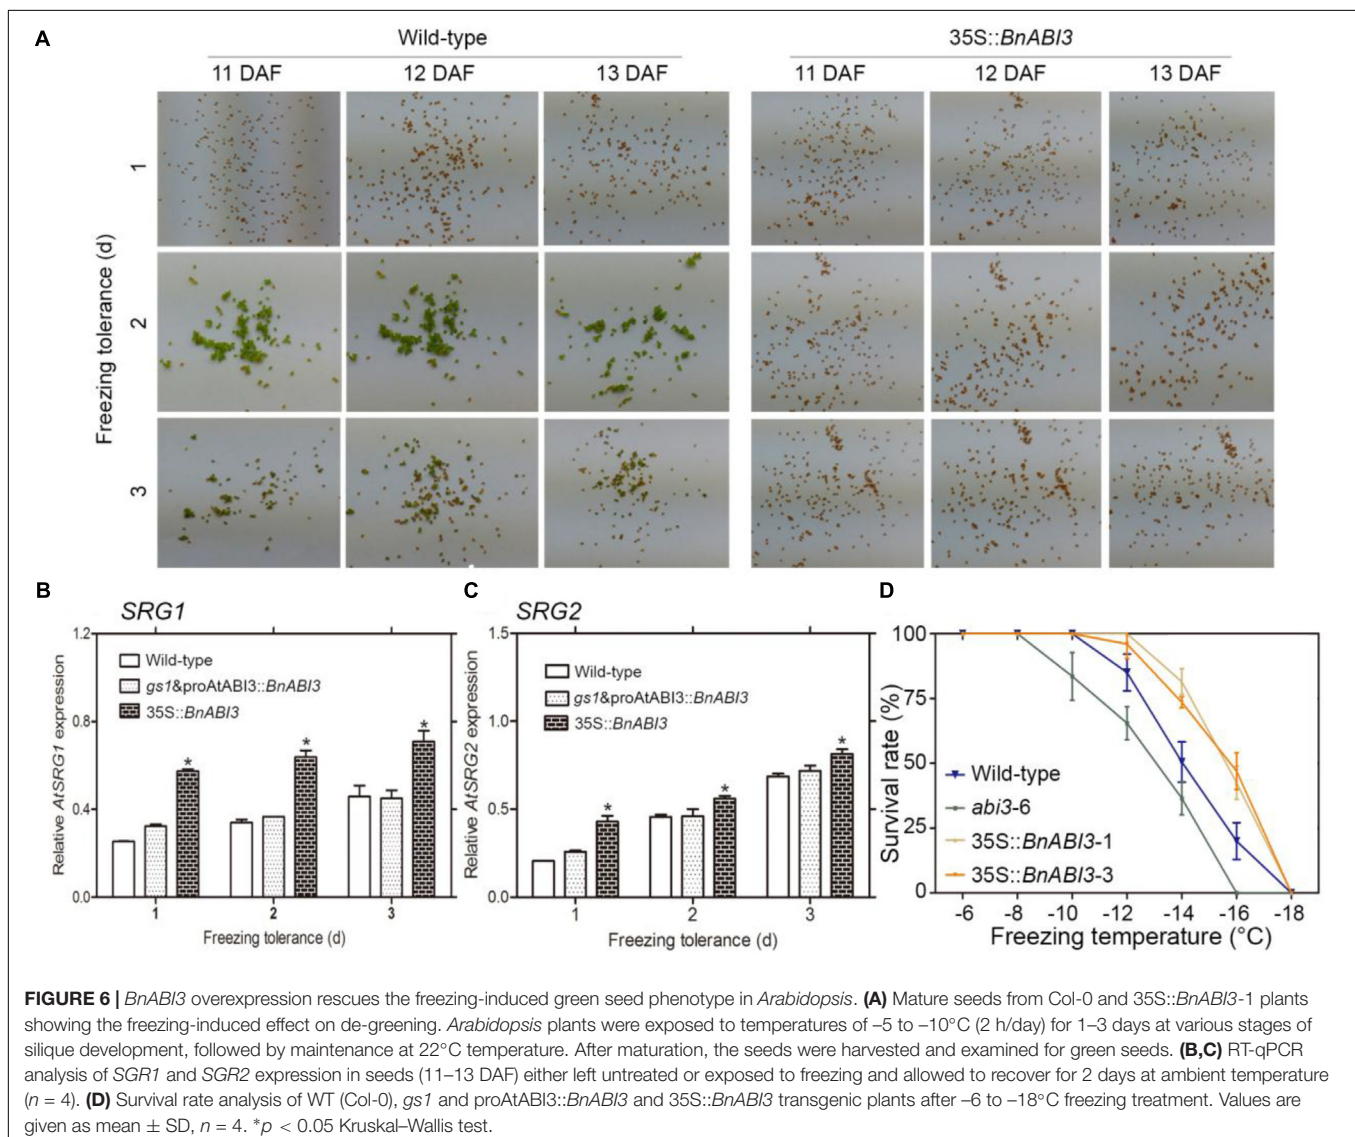 A
Wild-type
35S::BnABI3
11 DAF
12 DAF
13 DAF
11 DAF
12 DAF
13 DAF
Freezing tolerance (d)
1
2
3
B
SRG1
Relative AtSRG1 expression
1.2
0.8
0.4
0.0
Wild-type
gs1&proAtABI3::BnABI3
35S::BnABI3
*
*
*
1
2
3
Freezing tolerance (d)
C
SRG2
Relative AtSRG2 expression
1.5
1.0
0.5
0.0
Wild-type
gs1&proAtABI3::BnABI3
35S::BnABI3
*
*
*
1
2
3
Freezing tolerance (d)
D
Survival rate (%)
100
75
50
25
0
Wild-type
abi3-6
35S::BnABI3-1
35S::BnABI3-3
-6
-8
-10
-12
-14
-16
-18
Freezing temperature (°C)
FIGURE 6 | BnABI3 overexpression rescues the freezing-induced green seed phenotype in Arabidopsis. (A) Mature seeds from Col-0 and 35S::BnABI3-1 plants
showing the freezing-induced effect on de-greening. Arabidopsis plants were exposed to temperatures of –5 to –10°C (2 h/day) for 1–3 days at various stages of
silique development, followed by maintenance at 22°C temperature. After maturation, the seeds were harvested and examined for green seeds. (B,C) RT-qPCR
analysis of SGR1 and SGR2 expression in seeds (11–13 DAF) either left untreated or exposed to freezing and allowed to recover for 2 days at ambient temperature
(n = 4). (D) Survival rate analysis of WT (Col-0), gs1 and proAtABI3::BnABI3 and 35S::BnABI3 transgenic plants after –6 to –18°C freezing treatment. Values are
given as mean ± SD, n = 4. *p < 0.05 Kruskal–Wallis test.